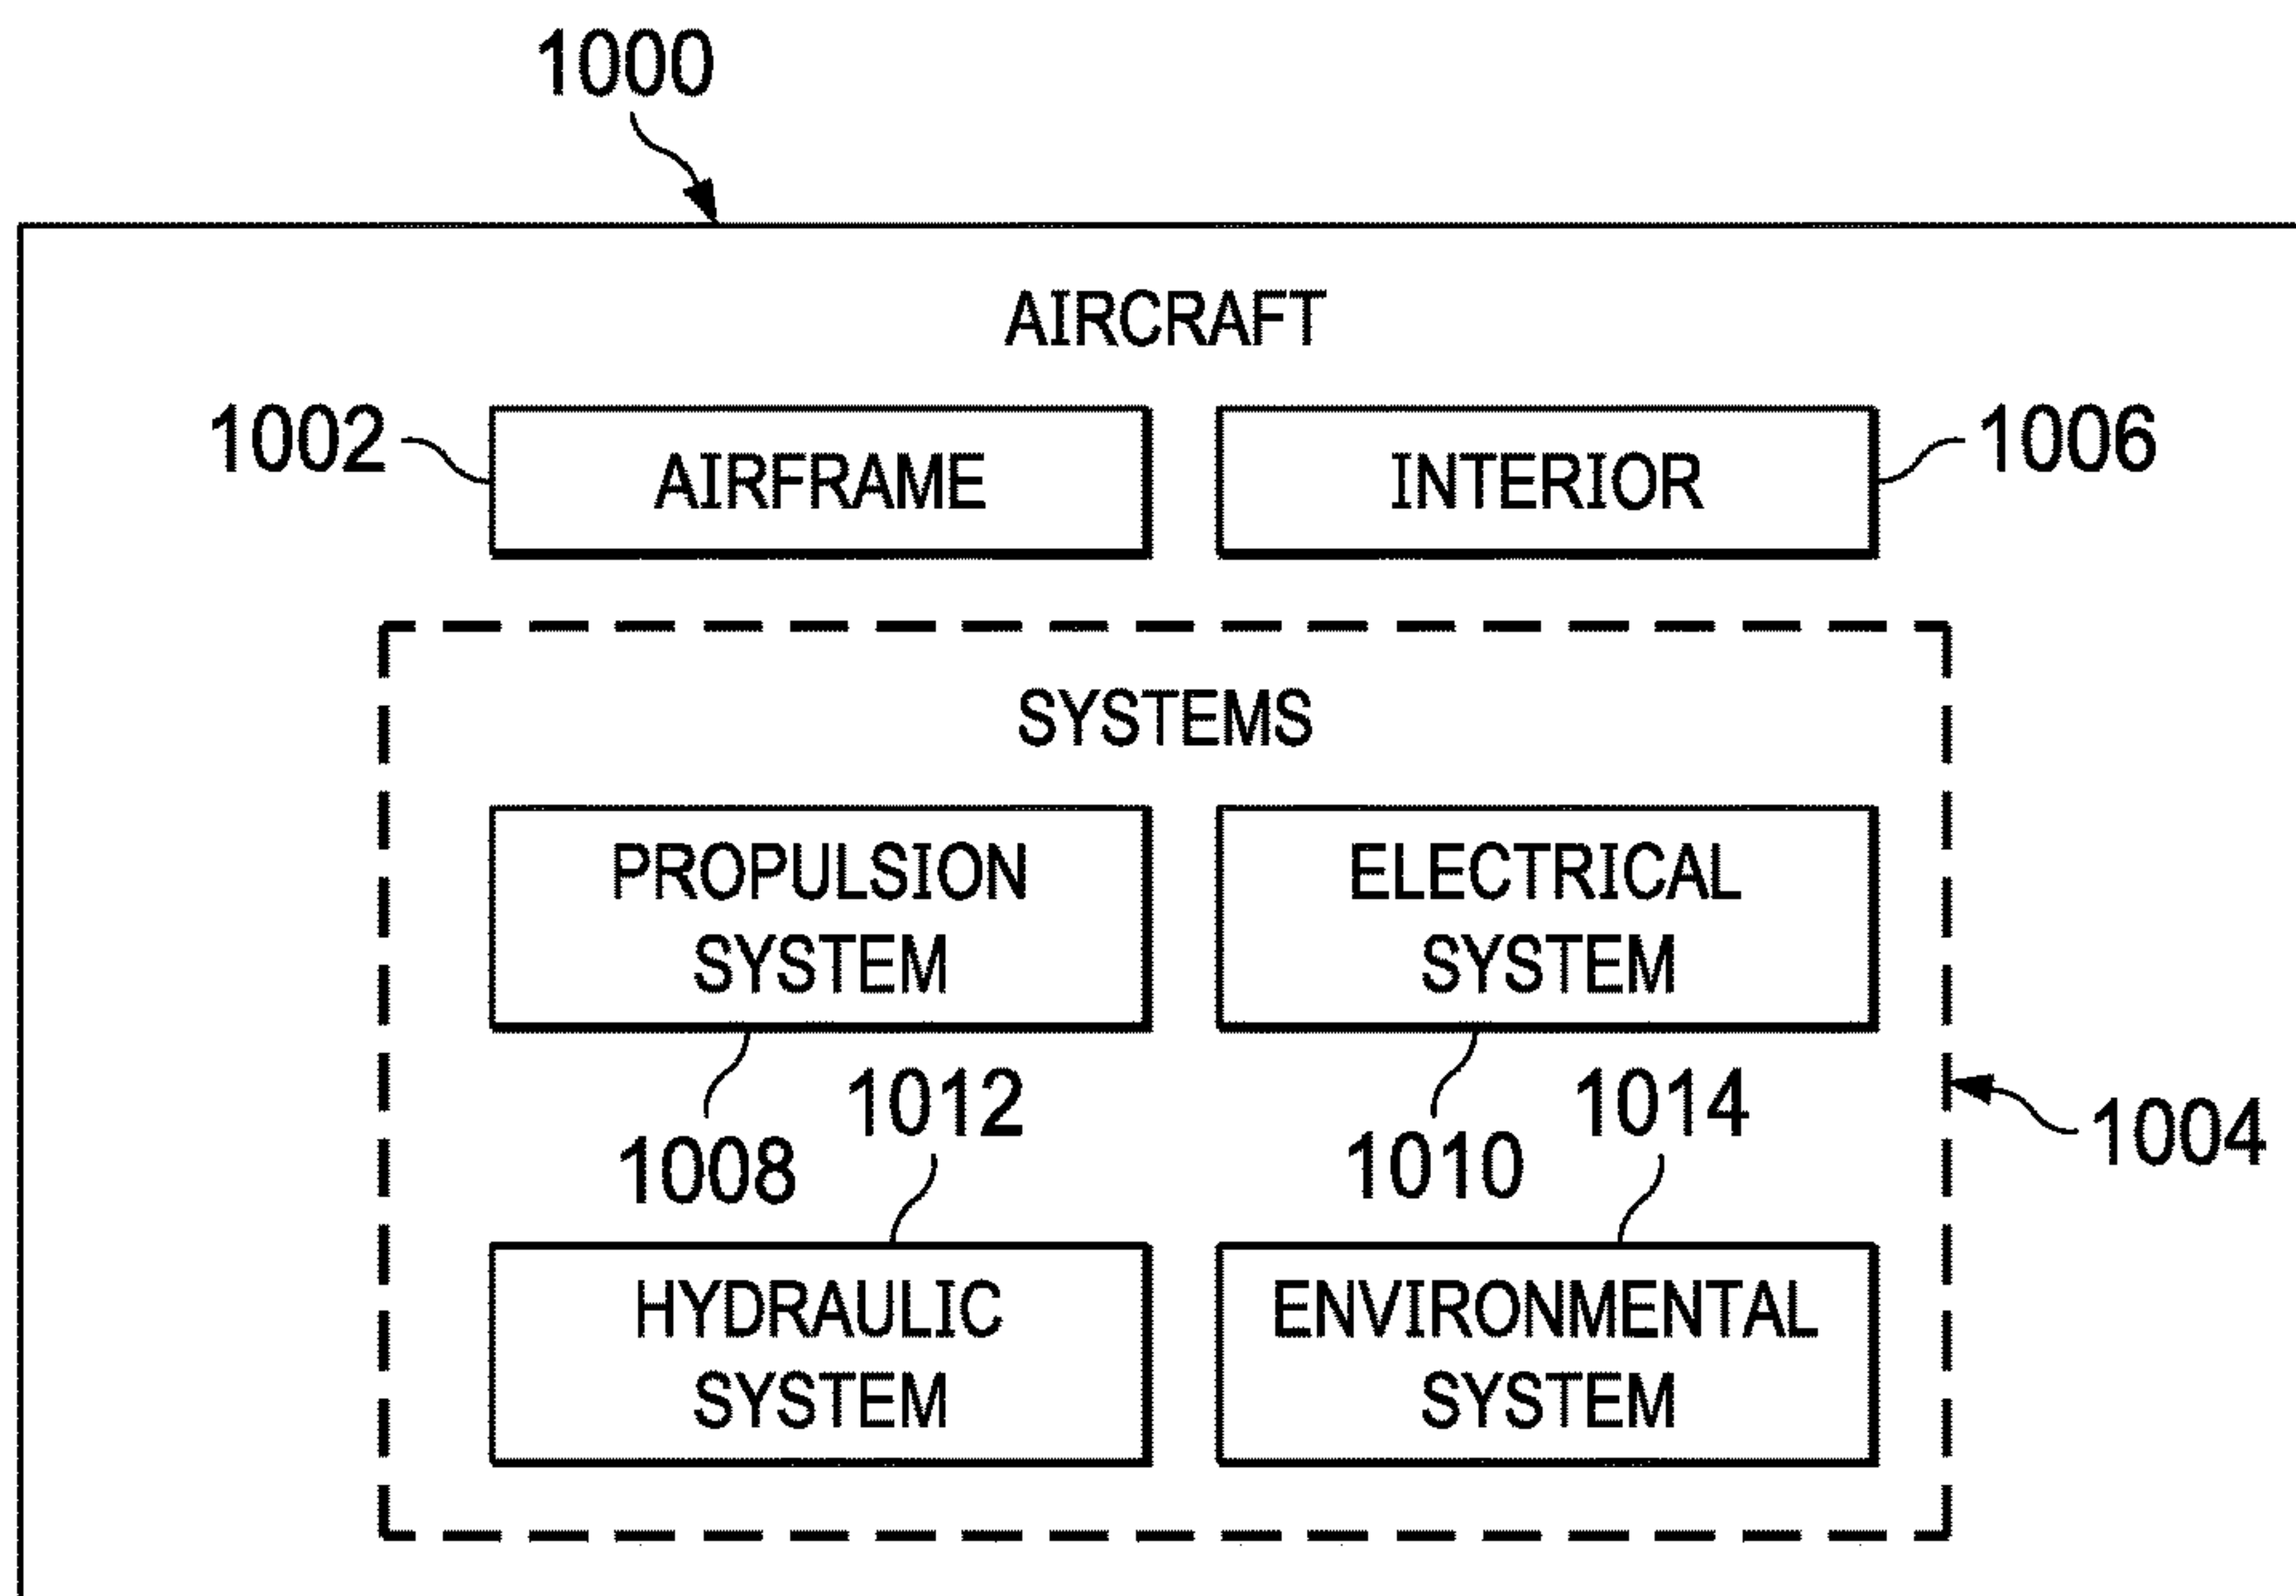 1000
AIRCRAFT
1002
AIRFRAME
INTERIOR
1006
SYSTEMS
PROPULSION
SYSTEM
ELECTRICAL
SYSTEM
1008
1012
1010
1014
1004
HYDRAULIC
SYSTEM
ENVIRONMENTAL
SYSTEM